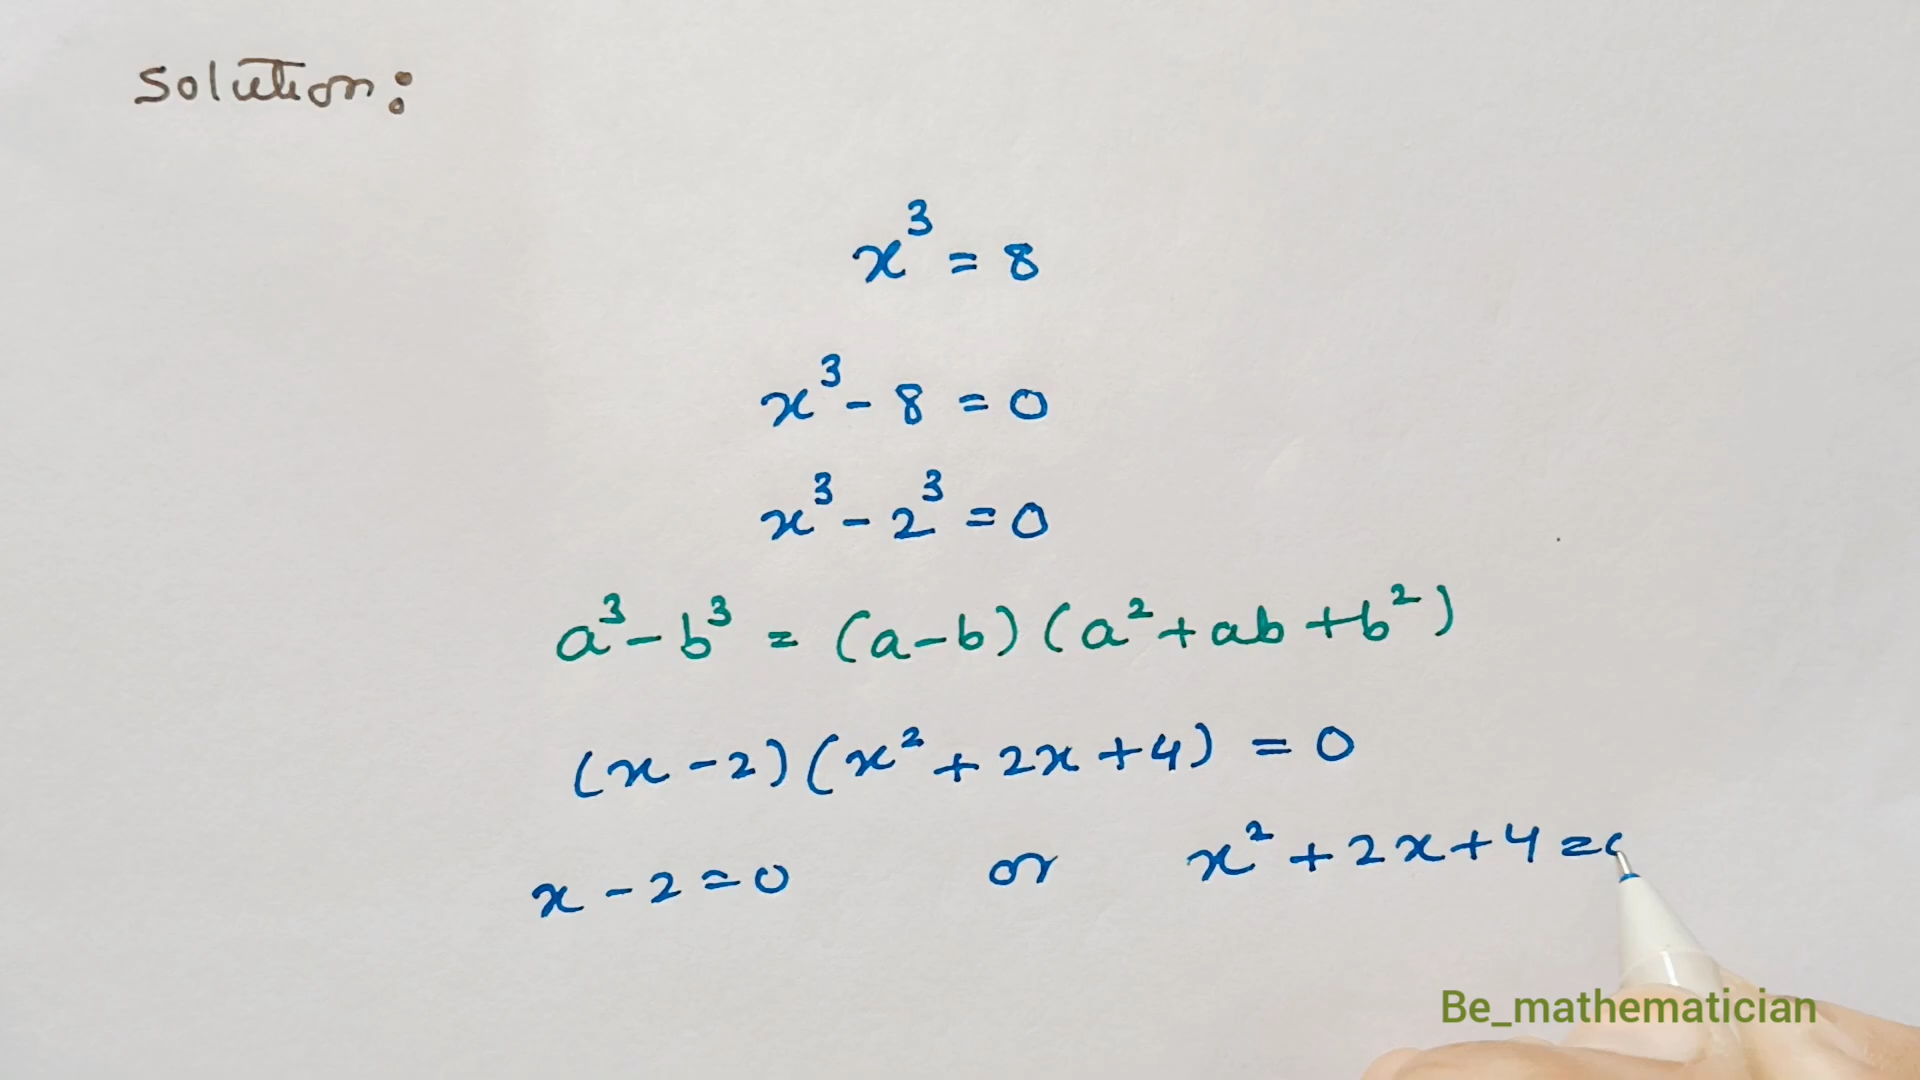 Solution:
x³ = 8
x³ - 8 = 0
x³ - 2³ = 0
a³ - b³ = (a-b)(a² + ab + b²)
(x - 2)(x² + 2x + 4) = 0
x - 2 = 0 or x² + 2x + 4 =
Be_mathematician